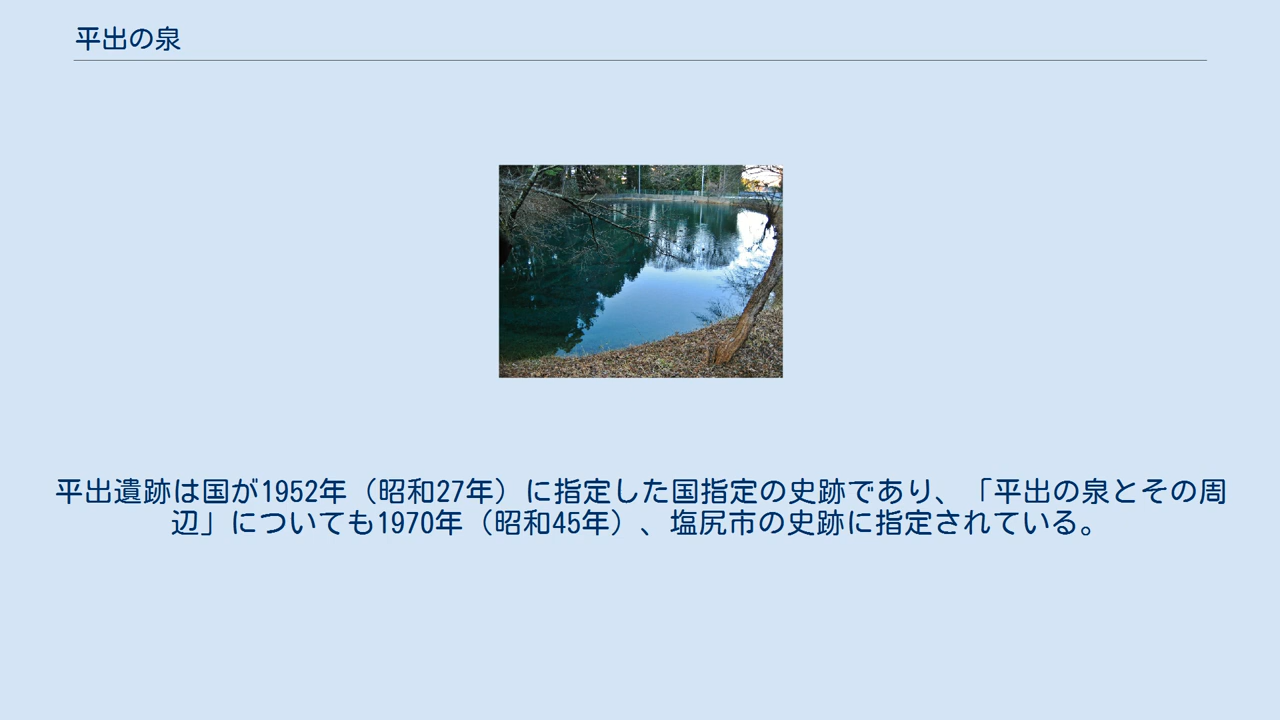 平出の泉
平出遺跡は国が1952年（昭和27年）に指定した国指定の史跡であり、「平出の泉とその周
辺」についても1970年（昭和45年）、塩尻市の史跡に指定されている。